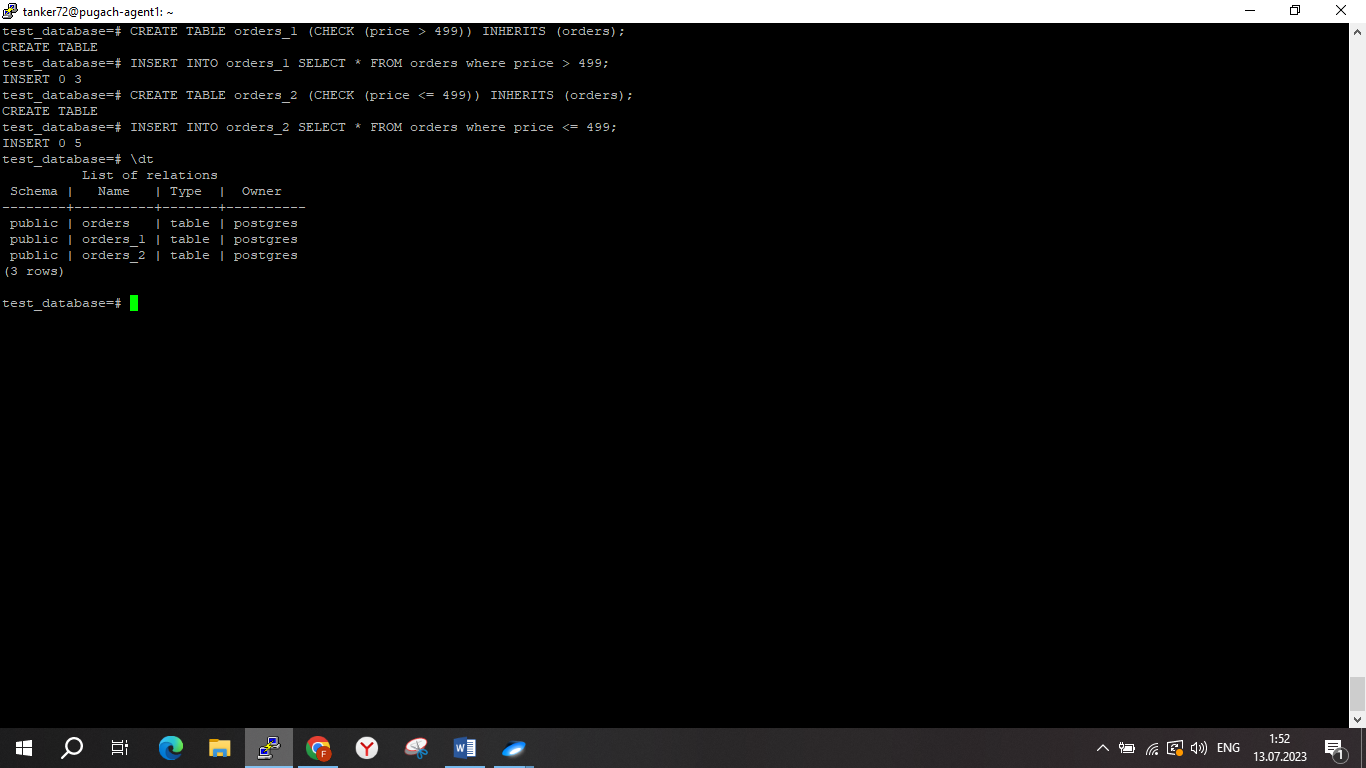 tanker72@pugach-agent1: ~
test_database=# CREATE TABLE orders_1 (CHECK (price > 499)) INHERITS (orders);
CREATE TABLE
test_database=# INSERT INTO orders_1 SELECT * FROM orders where price > 499;
INSERT 0 3
test_database=# CREATE TABLE orders_2 (CHECK (price <= 499)) INHERITS (orders);
CREATE TABLE
test_database=# INSERT INTO orders_2 SELECT * FROM orders where price <= 499;
INSERT 0 5
test_database=# \dt
          List of relations
 Schema |   Name   | Type  |  Owner
--------+----------+-------+----------
 public | orders   | table | postgres
 public | orders_1 | table | postgres
 public | orders_2 | table | postgres
(3 rows)
test_database=#
F
Y
W
ENG
1:52
13.07.2023
1